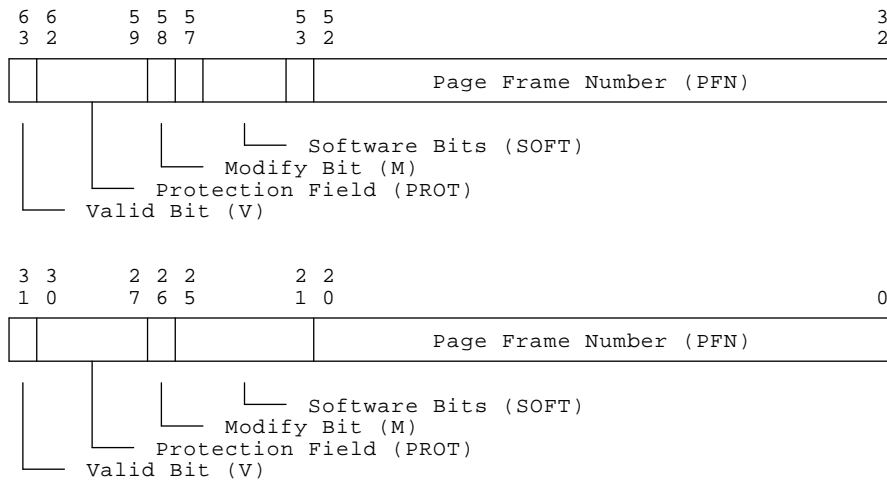 6 6 5 5 5 5 5 3
3 2 9 8 7 3 2 2
Page Frame Number (PFN)
Software Bits (SOFT)
Modify Bit (M)
Protection Field (PROT)
Valid Bit (V)
3 3 2 2 2 2 2
1 0 7 6 5 1 0 0
Page Frame Number (PFN)
Software Bits (SOFT)
Modify Bit (M)
Protection Field (PROT)
Valid Bit (V)